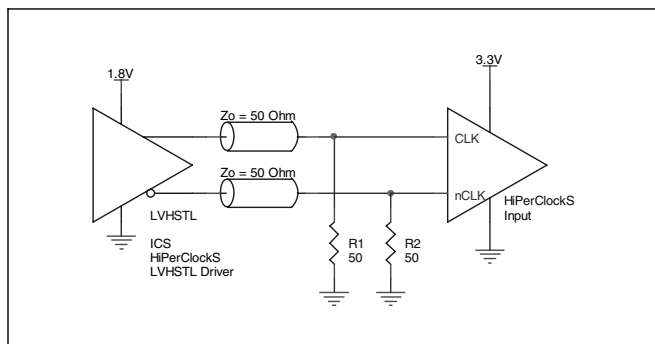 1.8V
3.3V
Zo = 50 Ohm
CLK
Zo = 50 Ohm
nCLK
HiPerClockS
Input
LVHSTL
ICS
HiPerClockS
LVHSTL Driver
R1
50
R2
50